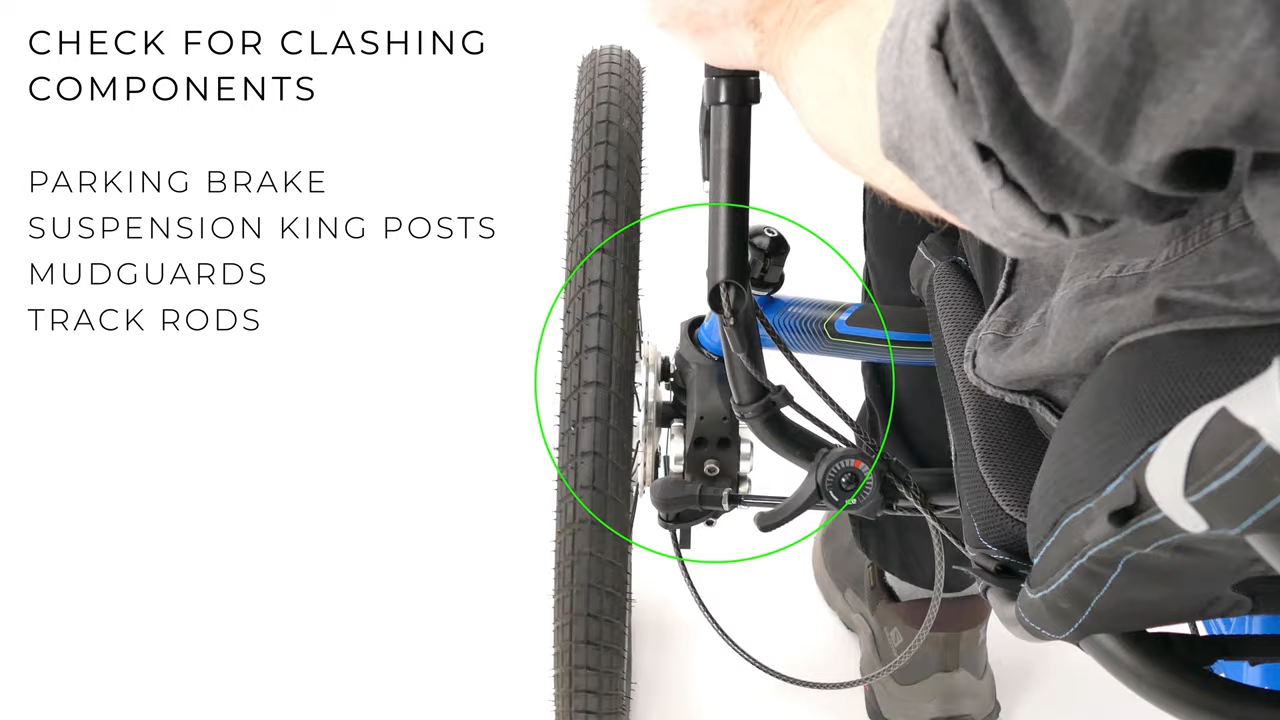 CHECK FOR CLASHING
COMPONENTS
PARKING BRAKE
SUSPENSION KING POSTS
MUDGUARDS
TRACK RODS